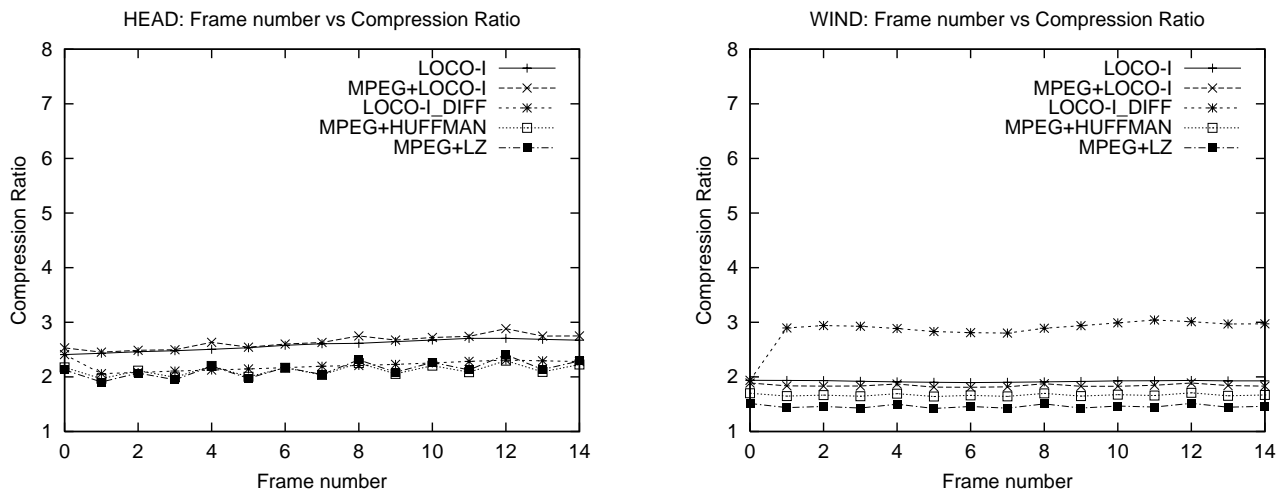 HEAD: Frame number vs Compression Ratio
8
7
6
5
4
3
2
1
Compression Ratio
LOCO-I
MPEG+LOCO-I
LOCO-I_DIFF
MPEG+HUFFMAN
MPEG+LZ
0 2 4 6 8 10 12 14
Frame number
WIND: Frame number vs Compression Ratio
8
7
6
5
4
3
2
1
Compression Ratio
LOCO-I
MPEG+LOCO-I
LOCO-I_DIFF
MPEG+HUFFMAN
MPEG+LZ
0 2 4 6 8 10 12 14
Frame number